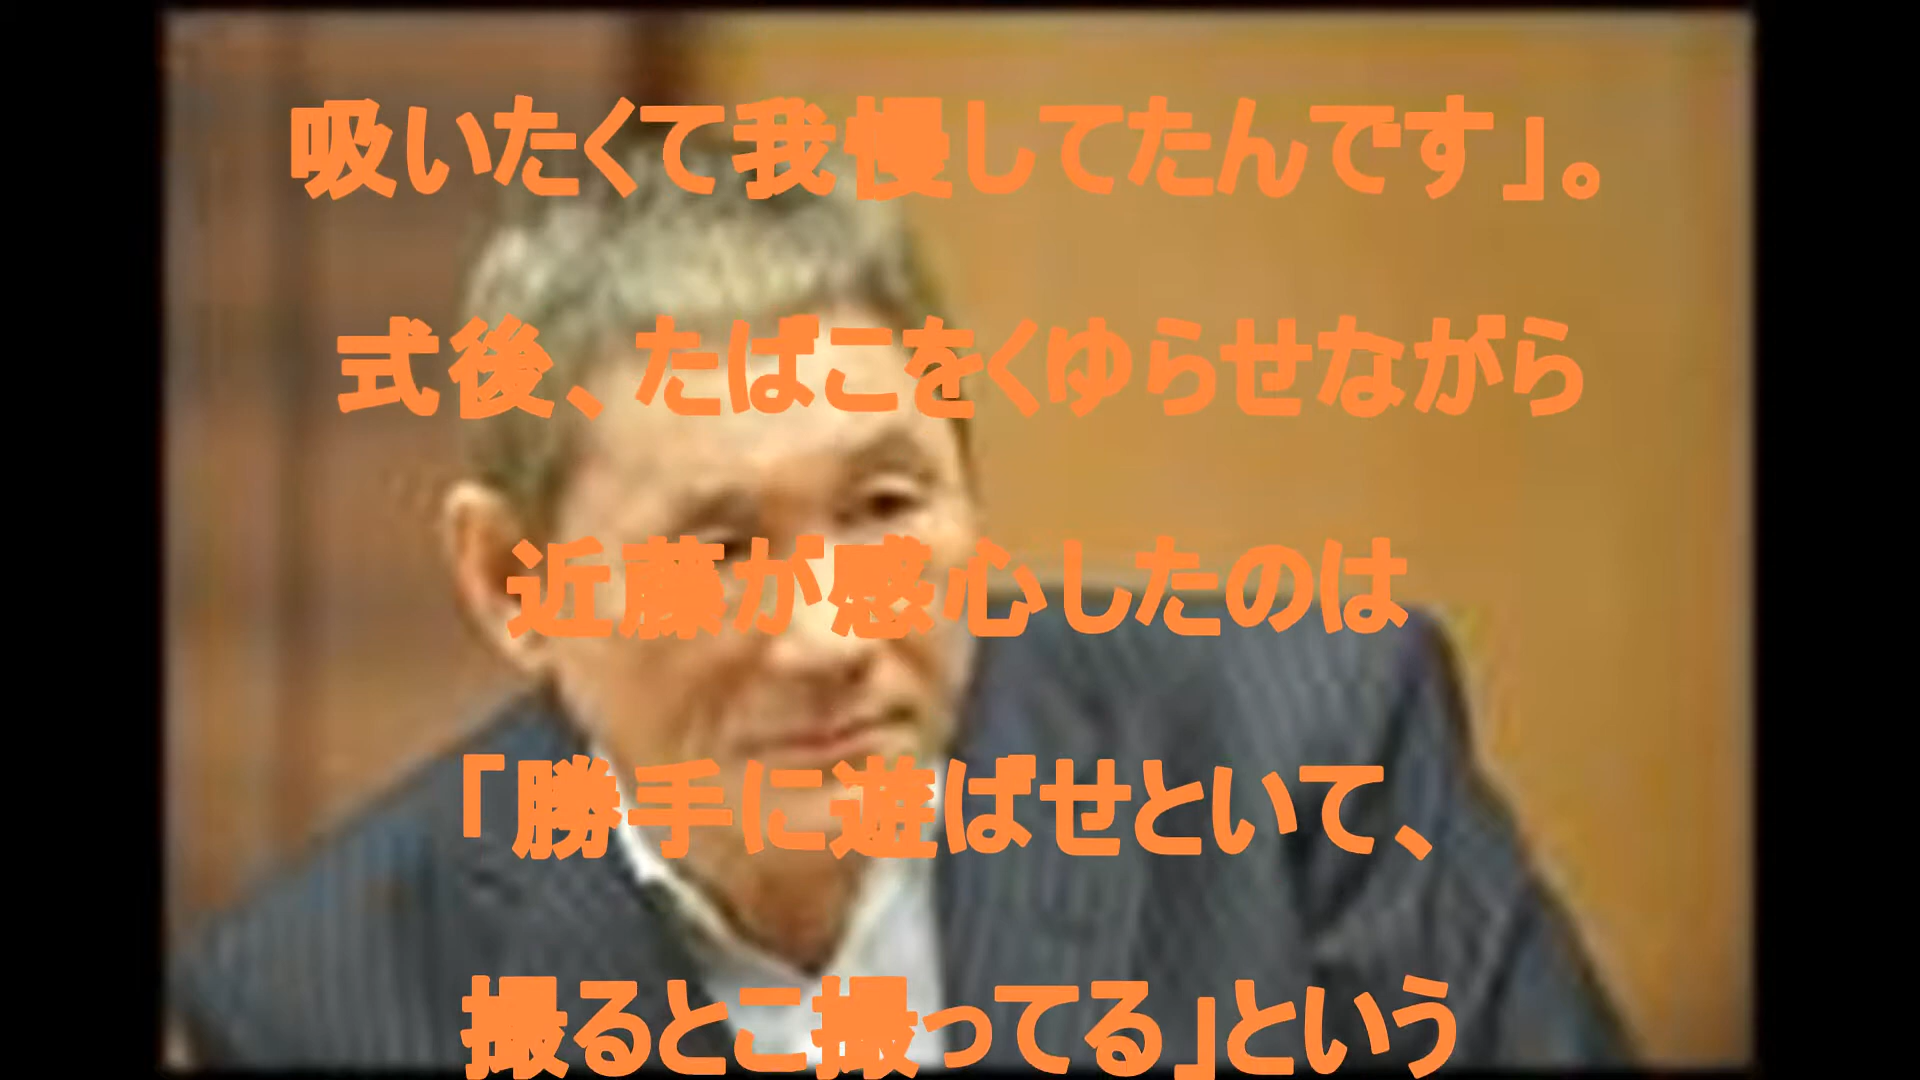 吸いたくて我慢してたんです」。
式後、たばこをくゆらせながら
近藤が感心したのは
「勝手に遊ばせといて、
撮るとこ撮ってる」という